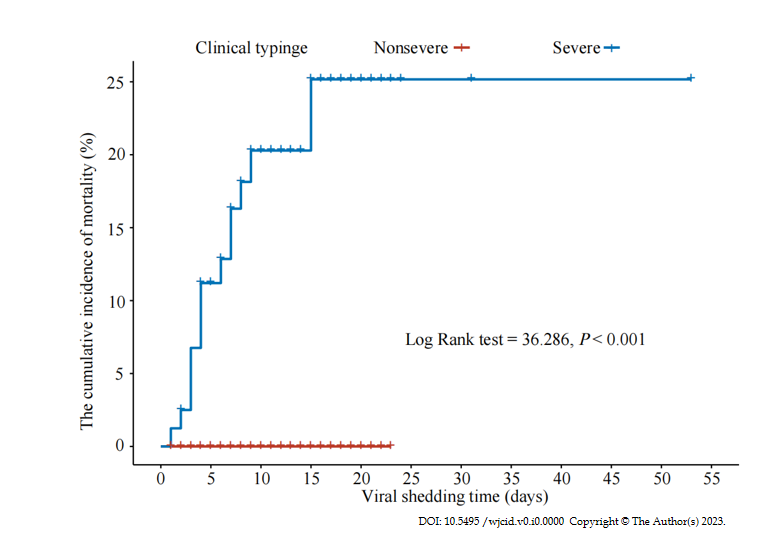 Clinical typinge Nonsevere Severe
The cumulative incidence of mortality (%)
25
20
15
10
5
0
Log Rank test = 36.286, P < 0.001
0 5 10 15 20 25 30 35 40 45 50 55
Viral shedding time (days)
DOI: 10.5495 /wjcid.v0.i0.0000 Copyright © The Author(s) 2023.